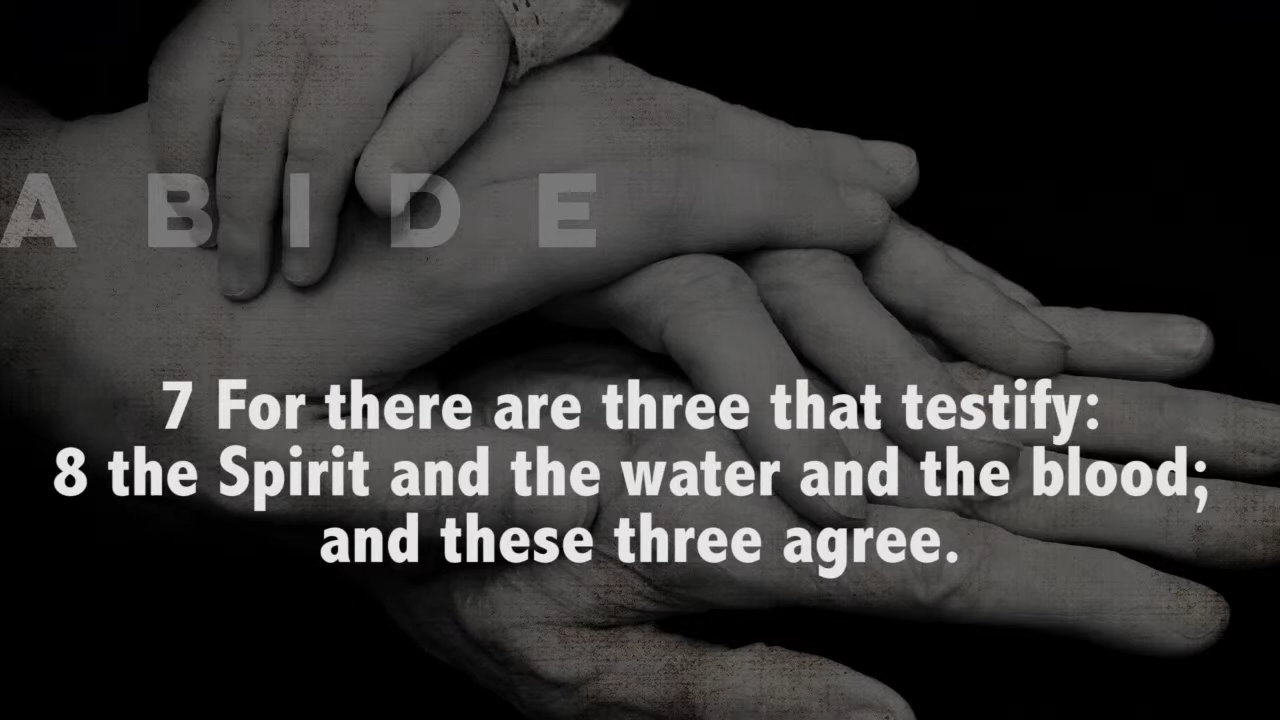 ABIDE
7 For there are three that testify:
8 the Spirit and the water and the blood;
and these three agree.